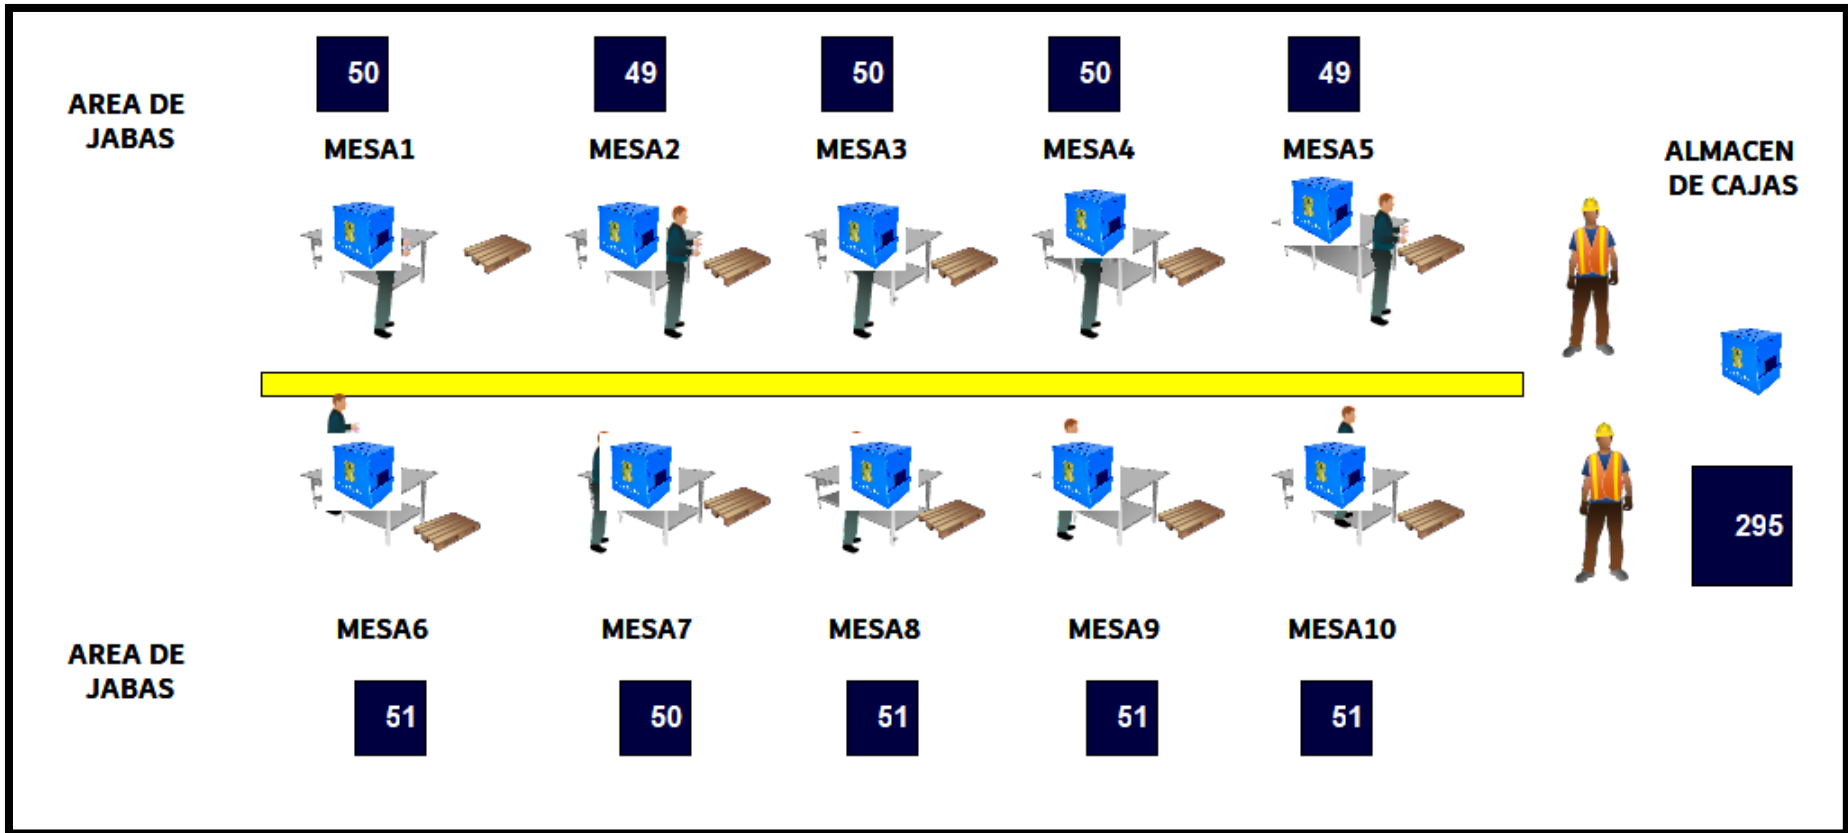 50
49
50
50
49
AREA DE
JABAS
MESA1
MESA2
MESA3
MESA4
MESA5
ALMACEN
DE CAJAS
295
MESA6
MESA7
MESA8
MESA9
MESA10
AREA DE
JABAS
51
50
51
51
51